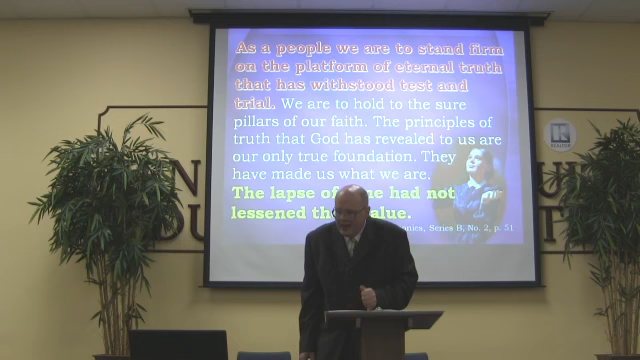 As a people we are to stand firm
on the platform of eternal truth
that has withstood test and
trial. We are to hold to the sure
pillars of our faith. The principles of
truth that God has revealed to us are
our only true foundation. They
have made us what we are.
The lapse of had not
lessened value.
Series B, No. 2, p. 51
REALTOR